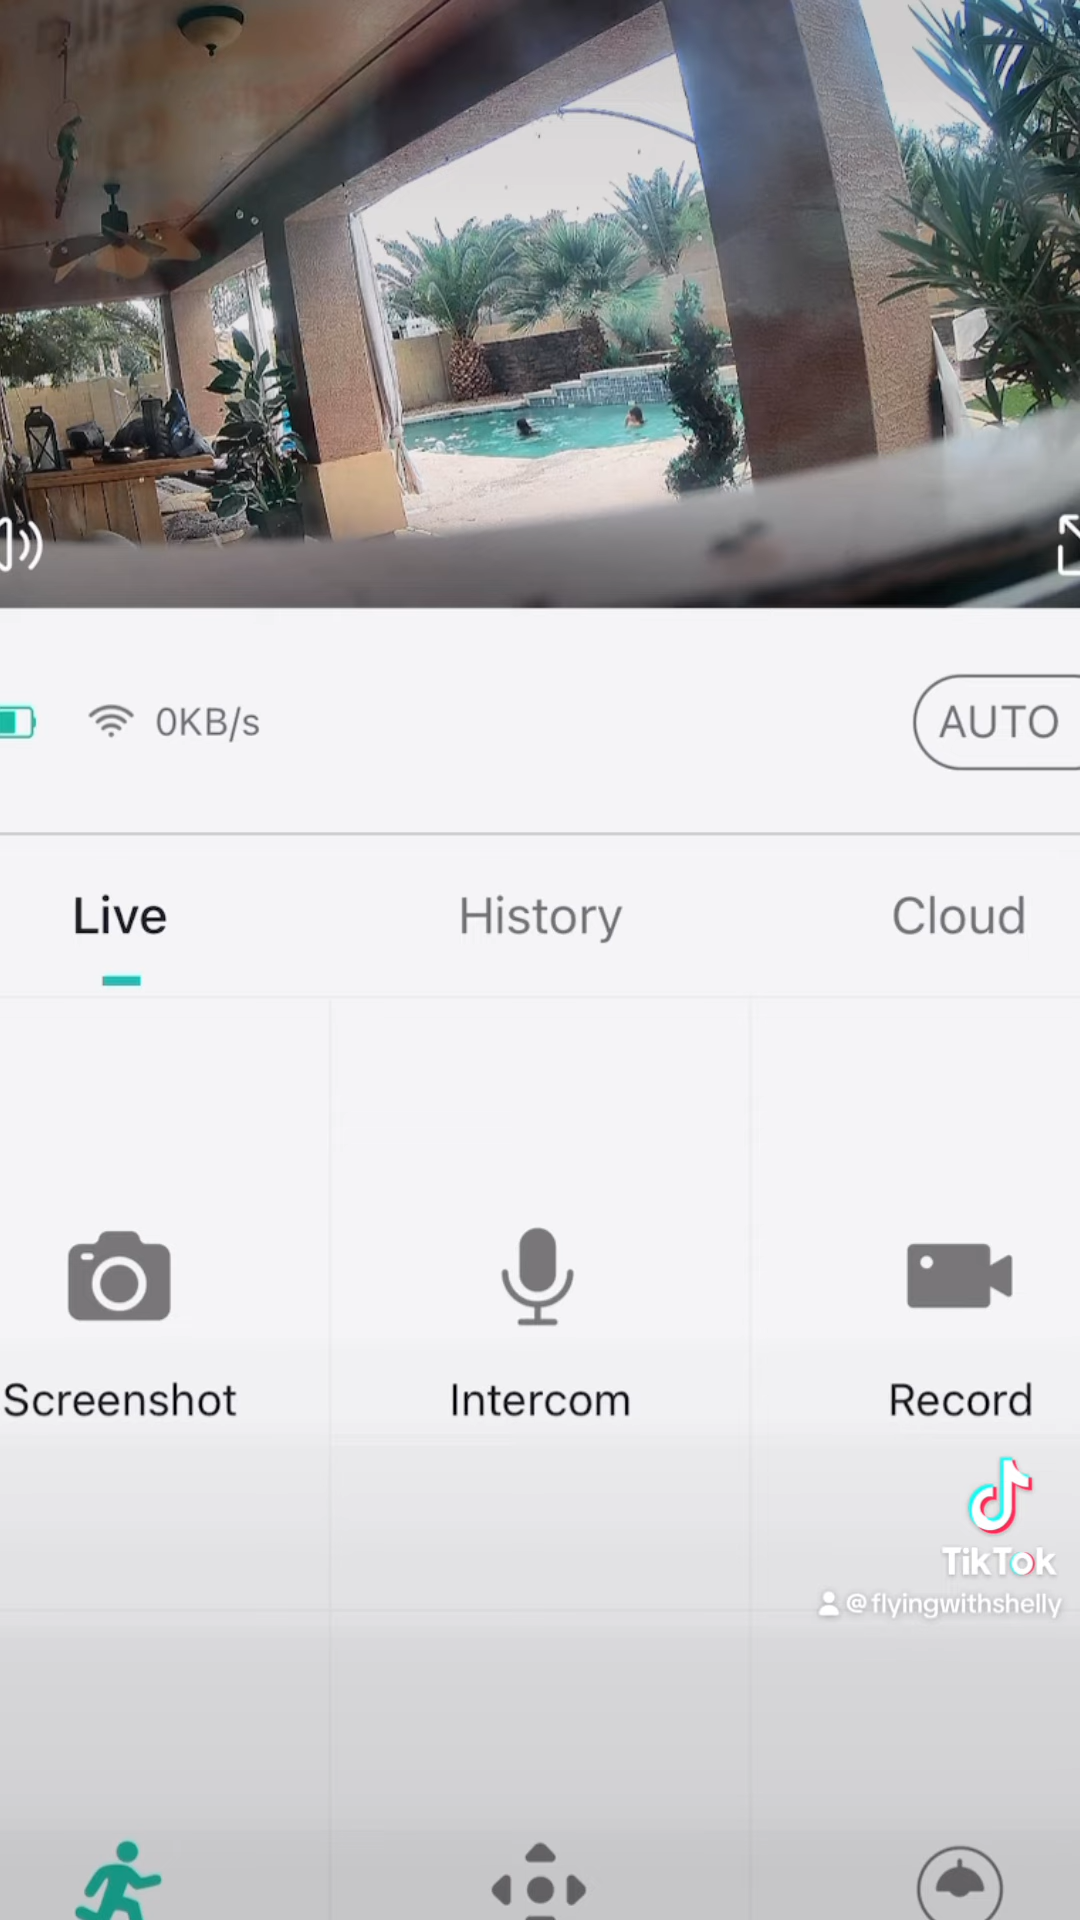 0KB/s
AUTO
Live
History
Cloud
Screenshot
Intercom
Record
TikTok
@flyingwithshelly